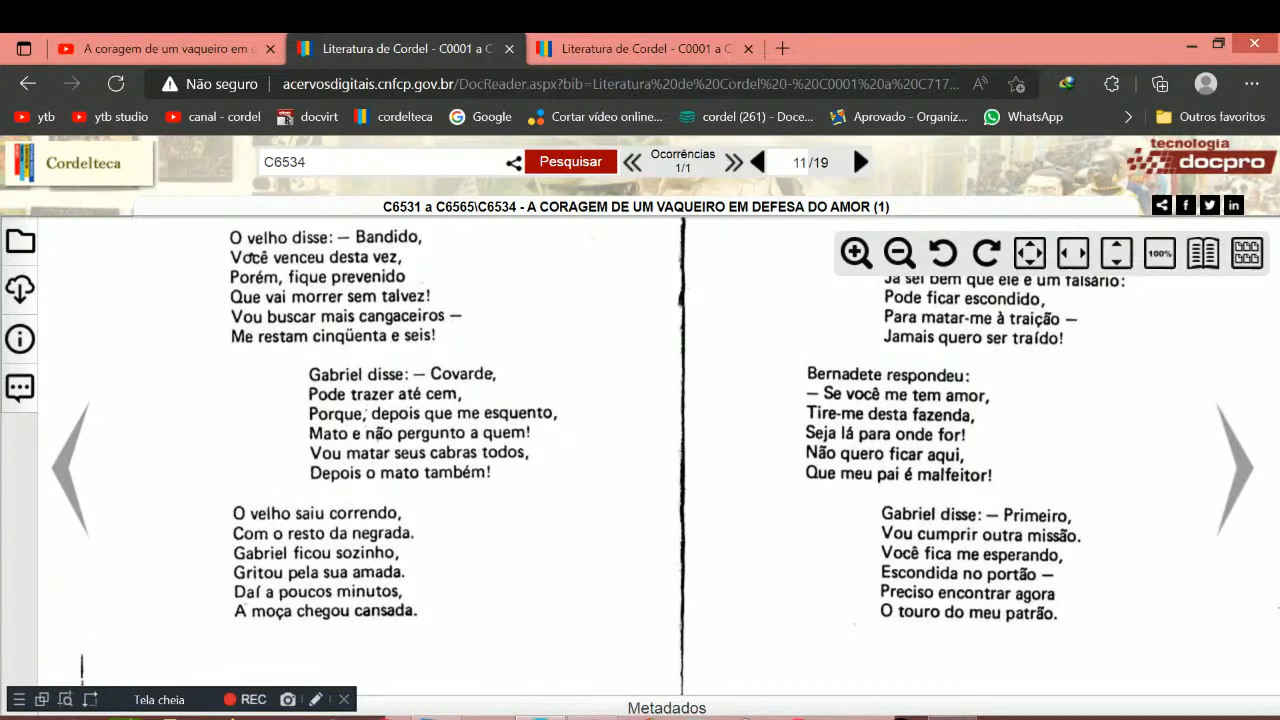 A coragem de um vaqueiro em d
Literatura de Cordel - C0001 a C
Literatura de Cordel - C0001 a C
Não seguro
acervosdigitais.cnfcp.gov.br/DocReader.aspx?bib=Literatura%20de%20Cordel%20-%20C0001%20a%20C717...
ytb
ytb studio
canal - cordel
docvirt
cordelteca
Google
Cortar vídeo online...
cordel (261) - Doce...
Aprovado - Organiz...
WhatsApp
Outros favoritos
Cordelteca
C6534
Pesquisar
Ocorrências
1/1
11/19
tecnologia
docpro
C6531 a C6565\C6534 - A CORAGEM DE UM VAQUEIRO EM DEFESA DO AMOR (1)
100%
O velho disse: — Bandido,
Você venceu desta vez,
Porém, fique prevenido
Que vai morrer sem talvez!
Vou buscar mais cangaceiros —
Me restam cinqüenta e seis!
Gabriel disse: — Covarde,
Pode trazer até cem,
Porque, depois que me esquento,
Mato e não pergunto a quem!
Vou matar seus cabras todos,
Depois o mato também!
O velho saiu correndo,
Com o resto da negrada.
Gabriel ficou sozinho,
Gritou pela sua amada.
Daí a poucos minutos,
A moça chegou cansada.
Já sei bem que ele é um falsário:
Pode ficar escondido,
Para matar-me à traição —
Jamais quero ser traído!
Bernadete respondeu:
— Se você me tem amor,
Tire-me desta fazenda,
Seja lá para onde for!
Não quero ficar aqui,
Que meu pai é malfeitor!
Gabriel disse: — Primeiro,
Vou cumprir outra missão.
Você fica me esperando,
Escondida no portão —
Preciso encontrar agora
O touro do meu patrão.
Tela cheia
REC
Metadados